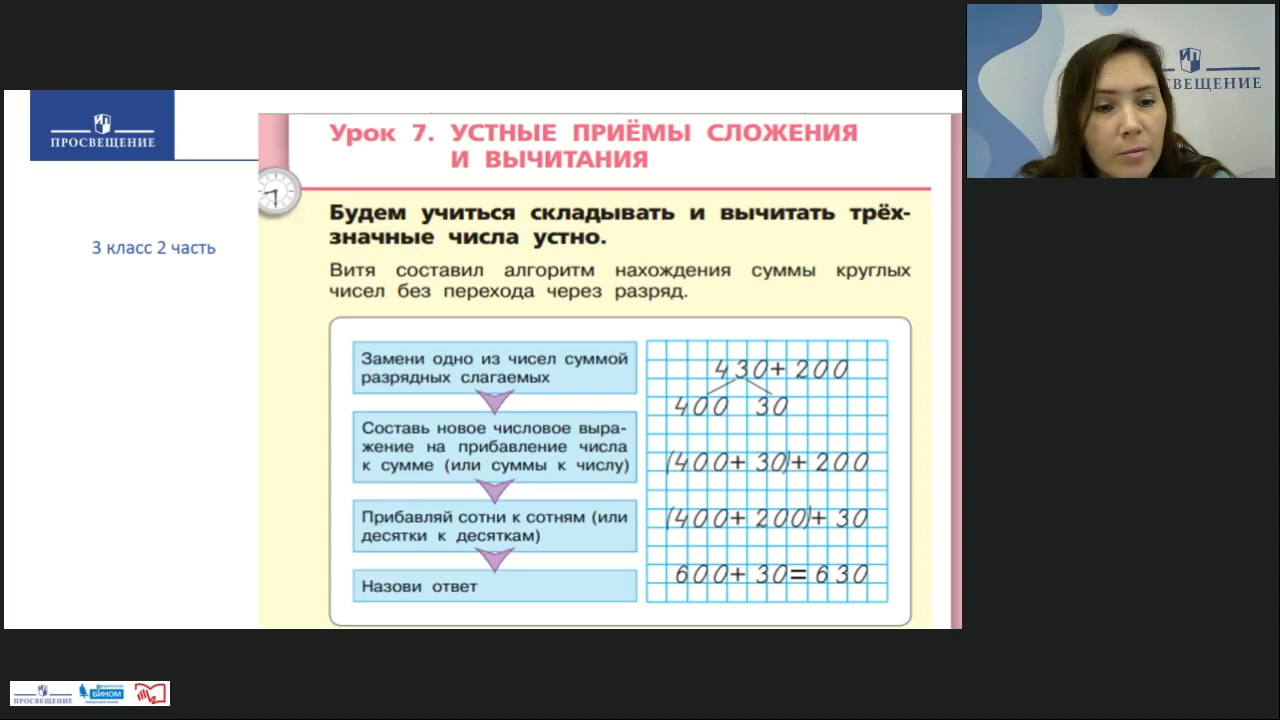 ПРОСВЕЩЕНИЕ
3 класс 2 часть
Урок 7. УСТНЫЕ ПРИЁМЫ СЛОЖЕНИЯ
И ВЫЧИТАНИЯ
Будем учиться складывать и вычитать трёх-
значные числа устно.
Витя составил алгоритм нахождения суммы круглых
чисел без перехода через разряд.
Замени одно из чисел суммой
разрядных слагаемых
Составь новое числовое выра-
жение на прибавление числа
к сумме (или суммы к числу)
Прибавляй сотни к сотням (или
десятки к десяткам)
Назови ответ
430+200
400 30
(400+30)+200
(400+200)+30
600+30=630
СВЕЩЕНИЕ
ПРОСВЕЩЕНИЕ
БИНОМ